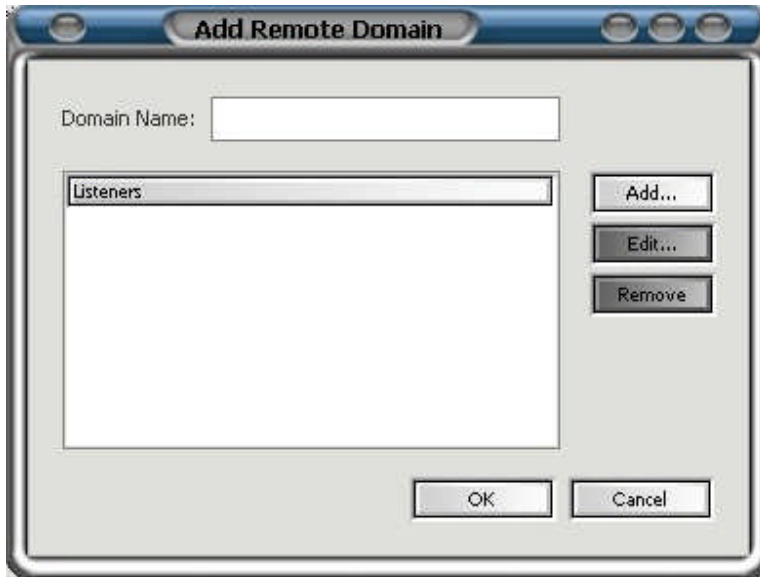 Add Remote Domain
Domain Name:
Listeners
Add...
Edit...
Remove
OK
Cancel